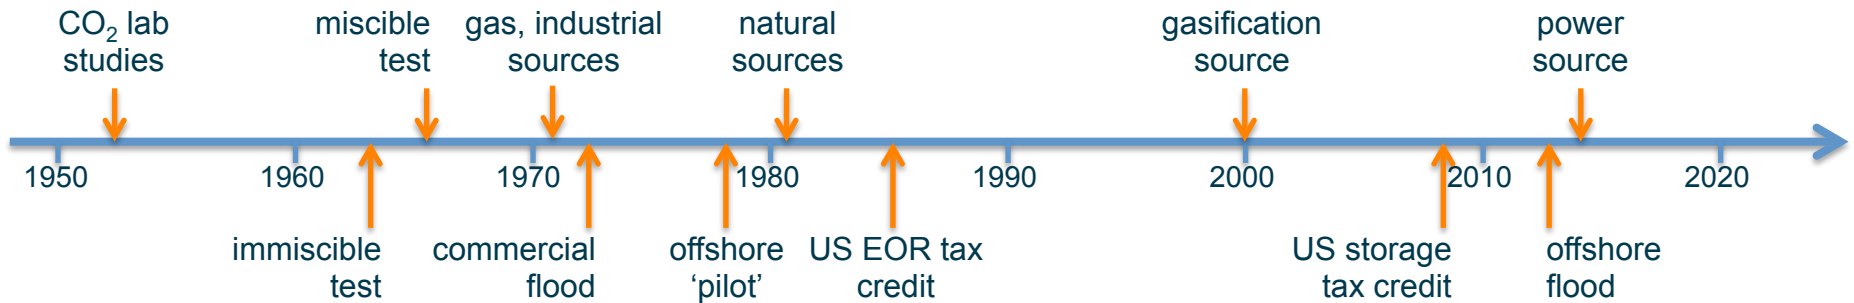 CO₂ lab
studies
miscible
test
gas, industrial
sources
natural
sources
gasification
source
power
source
1950
1960
1970
1980
1990
2000
2010
2020
immiscible
test
commercial
flood
offshore
‘pilot’
US EOR tax
credit
US storage
tax credit
offshore
flood